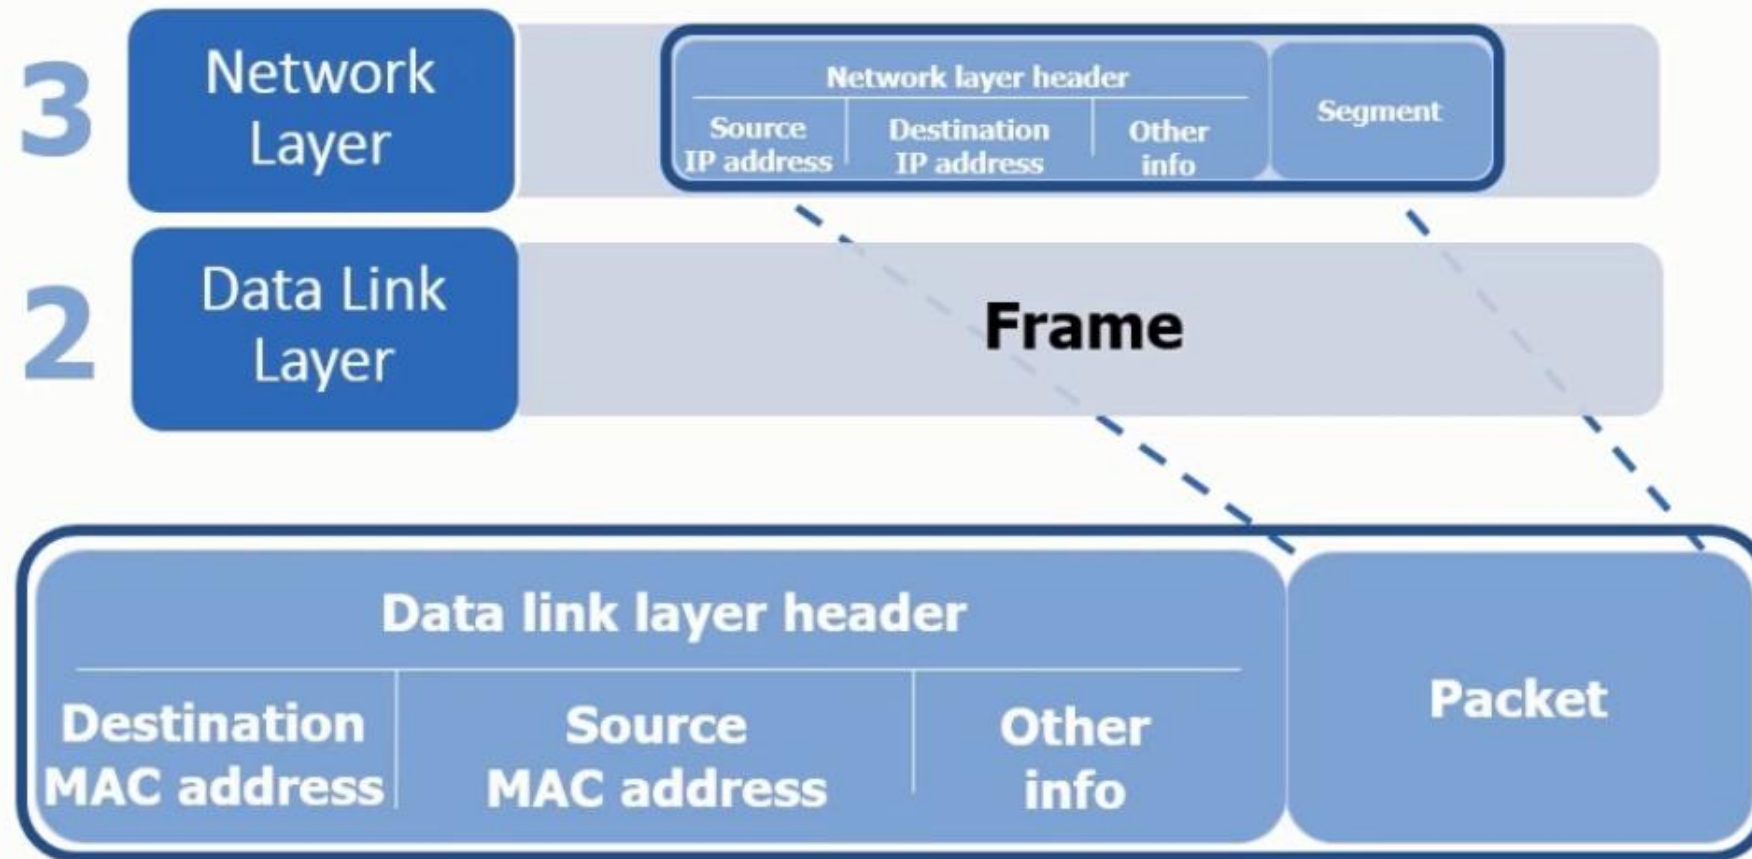 3
Network
Layer
Network layer header
Source
IP address
Destination
IP address
Other
info
Segment
2
Data Link
Layer
Frame
Data link layer header
Destination
MAC address
Source
MAC address
Other
info
Packet